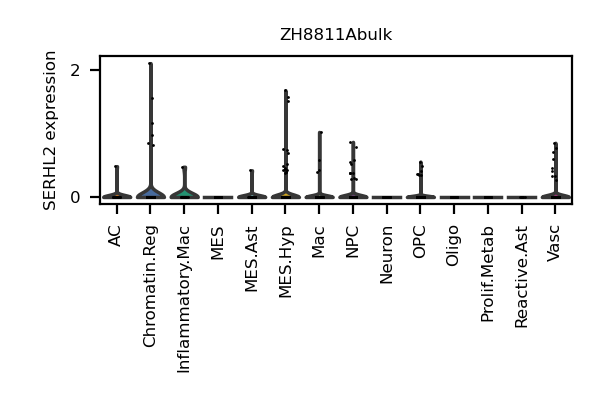 ZH8811Abulk
SERHL2 expression
2
0
AC
Chromatin.Reg
Inflammatory.Mac
MES
MES.Ast
MES.Hyp
Mac
NPC
Neuron
OPC
Oligo
Prolif.Metab
Reactive.Ast
Vasc